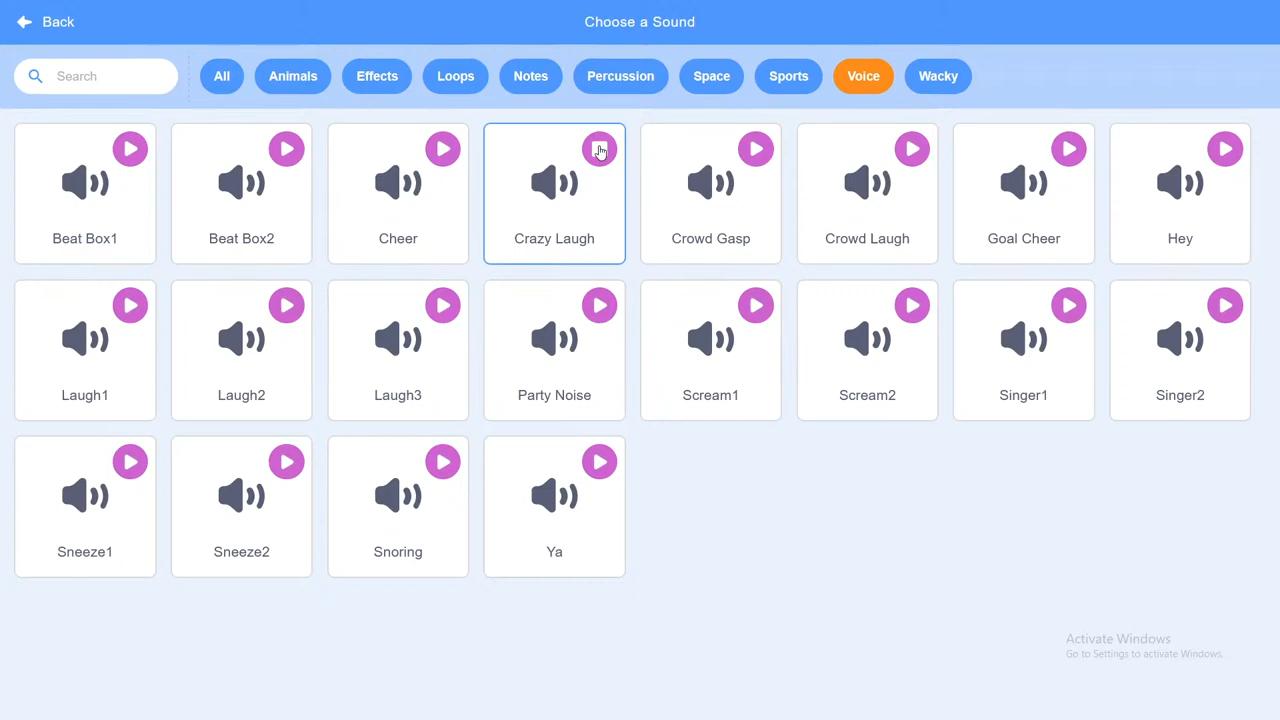 Back
Choose a Sound
Search
All
Animals
Effects
Loops
Notes
Percussion
Space
Sports
Voice
Wacky
Beat Box1
Beat Box2
Cheer
Crazy Laugh
Crowd Gasp
Crowd Laugh
Goal Cheer
Hey
Laugh1
Laugh2
Laugh3
Party Noise
Scream1
Scream2
Singer1
Singer2
Sneeze1
Sneeze2
Snoring
Ya
Activate Windows
Go to Settings to activate Windows.